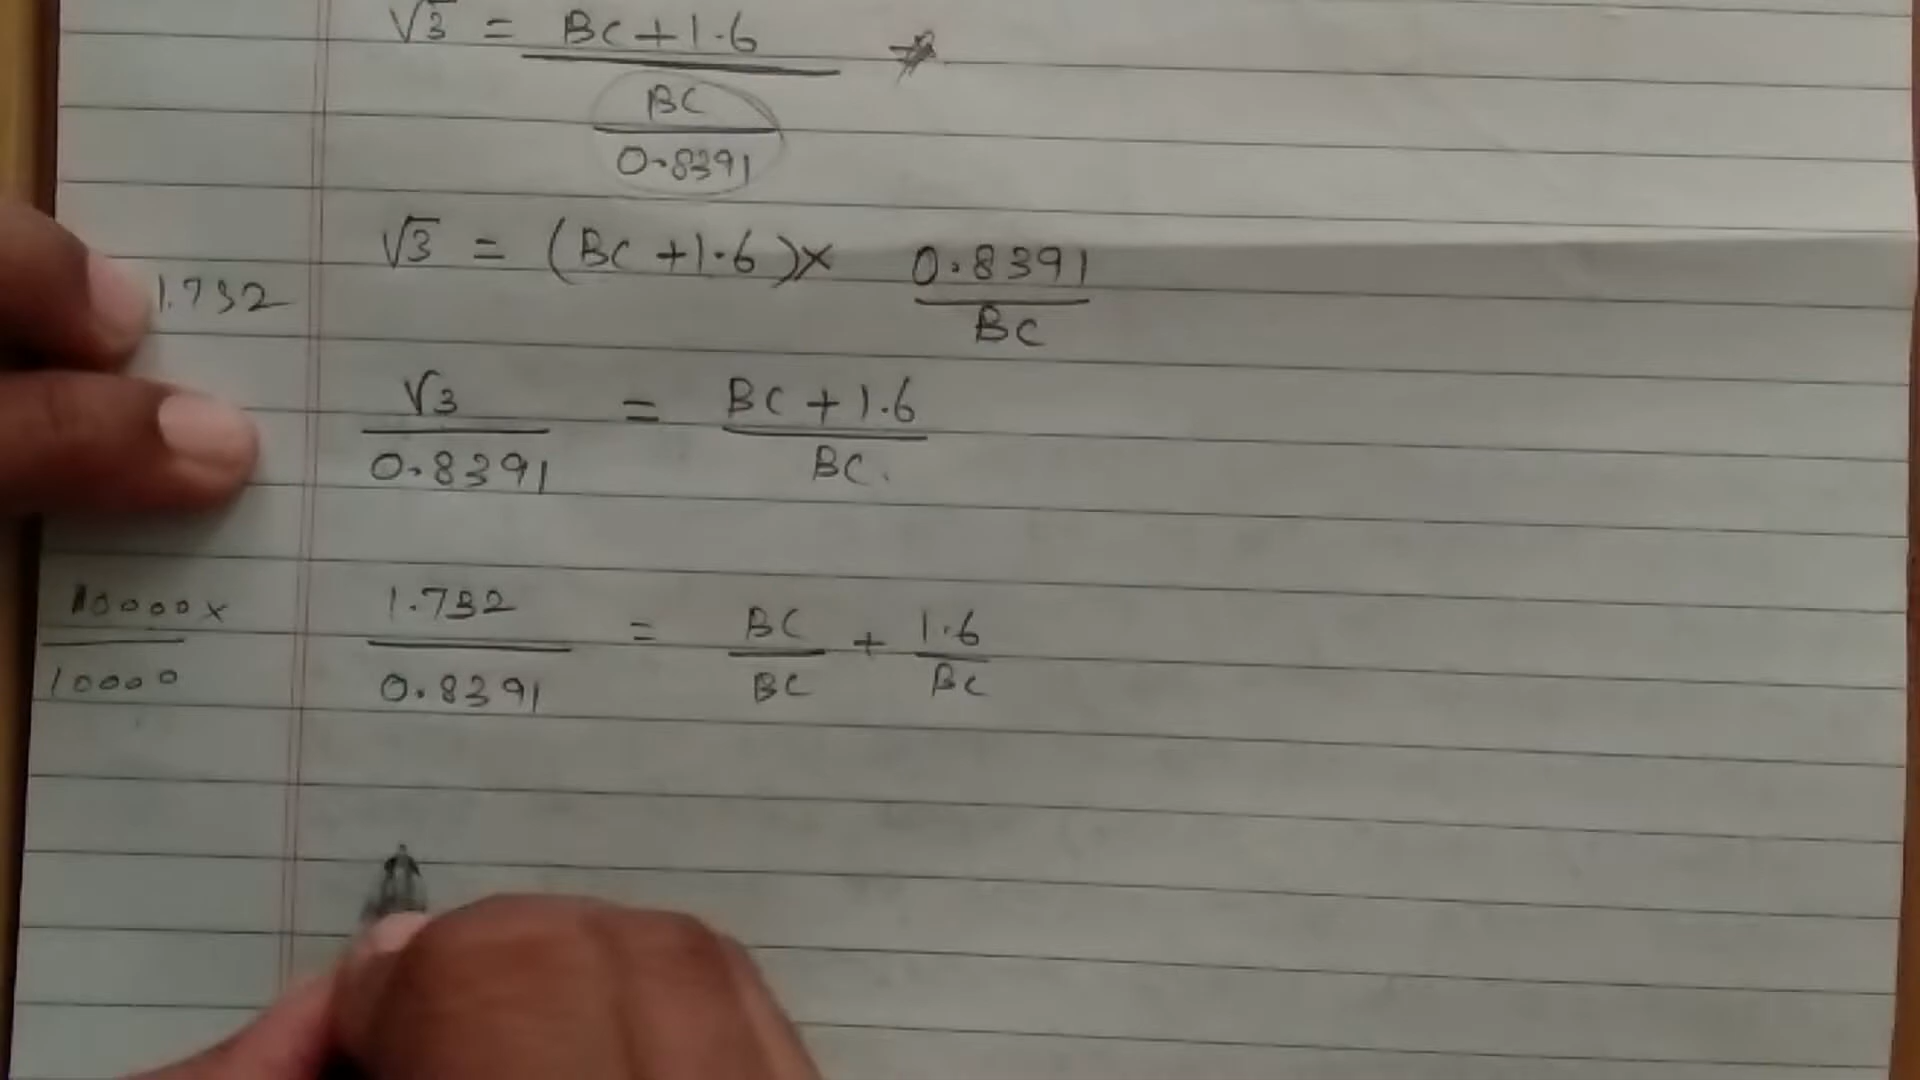 √3 = BC + 1.6
BC
0.8391
√3 = (BC + 1.6) × 0.8391
BC
1.732
√3 = BC + 1.6
0.8391 BC.
10000 × 1.732 = BC + 1.6
10000 0.8391 BC BC